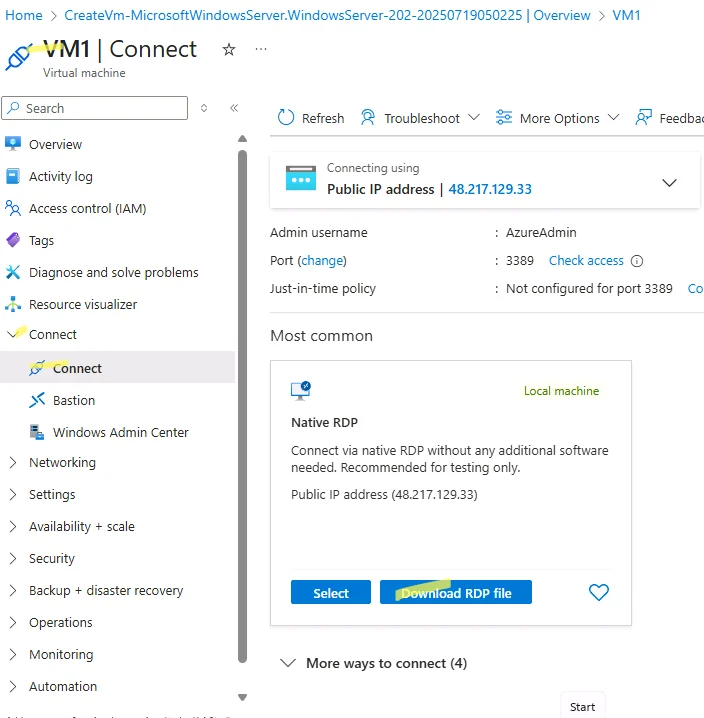 Home > CreateVm-MicrosoftWindowsServer.WindowsServer-202-20250719050225 | Overview > VM1
VM1 | Connect
Virtual machine
Search
Overview
Activity log
Access control (IAM)
Tags
Diagnose and solve problems
Resource visualizer
Connect
Connect
Bastion
Windows Admin Center
Networking
Settings
Availability + scale
Security
Backup + disaster recovery
Operations
Monitoring
Automation
Refresh Troubleshoot More Options Feedbac
Connecting using
Public IP address | 48.217.129.33
Admin username : AzureAdmin
Port (change) : 3389 Check access
Just-in-time policy : Not configured for port 3389 Co
Most common
Local machine
Native RDP
Connect via native RDP without any additional software
needed. Recommended for testing only.
Public IP address (48.217.129.33)
Select Download RDP file
More ways to connect (4)
Start